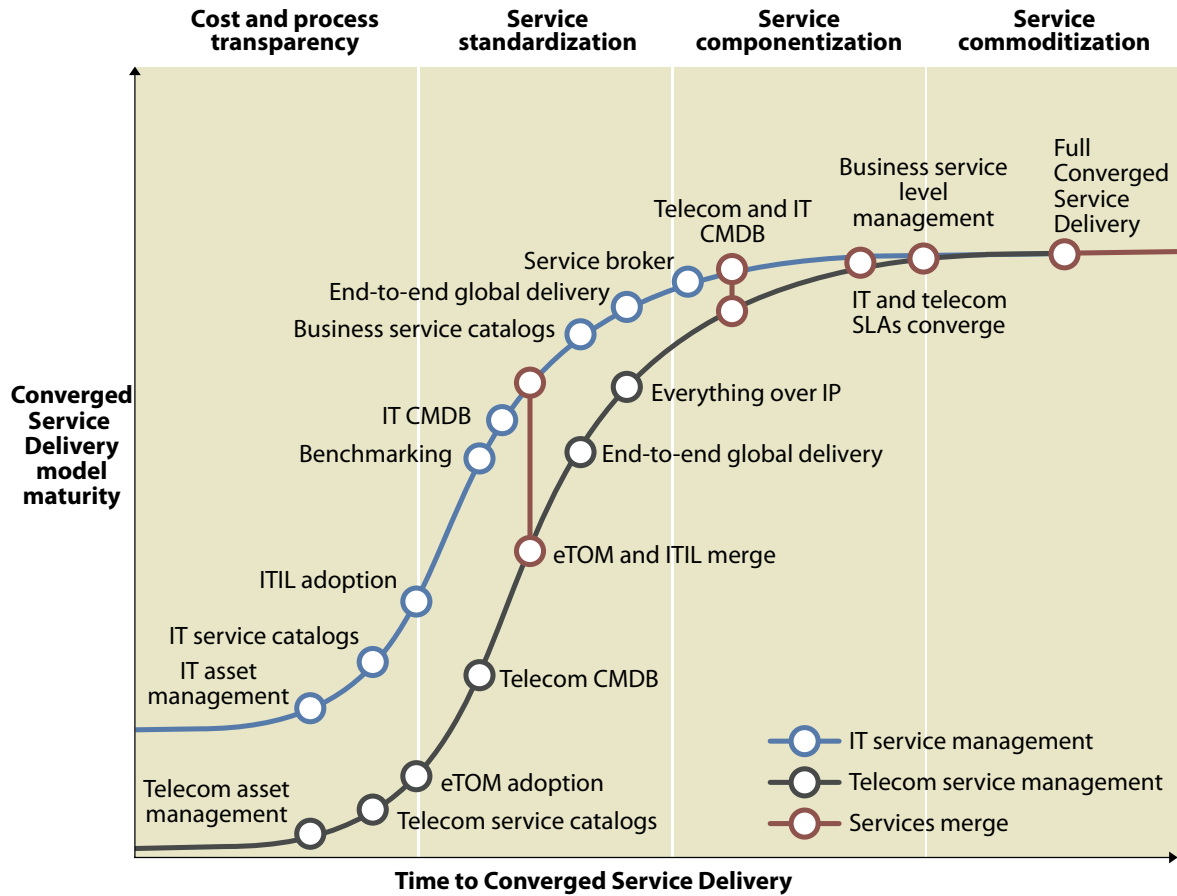 Cost and process
transparency
Service
standardization
Service
componentization
Service
commoditization
Full
Converged
Service
Delivery
Business service
level
management
Telecom and IT
CMDB
Service broker
End-to-end global delivery
Business service catalogs
IT and telecom
SLAs converge
Everything over IP
Converged
Service
Delivery
model
maturity
IT CMDB
Benchmarking
End-to-end global delivery
eTOM and ITIL merge
ITIL adoption
IT service catalogs
IT asset
management
Telecom CMDB
IT service management
Telecom service management
Services merge
eTOM adoption
Telecom asset
management
Telecom service catalogs
Time to Converged Service Delivery